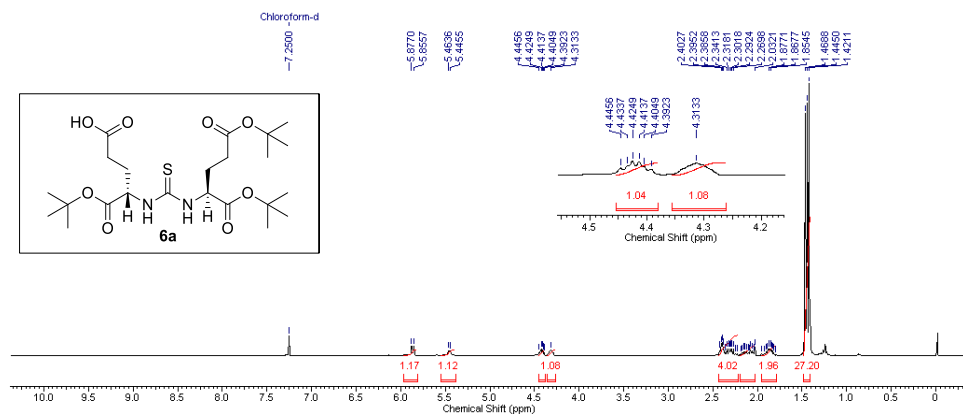 Chloroform-d
7.2500
5.8770
5.8557
5.4636
5.4455
4.4456
4.4249
4.4137
4.4049
4.3923
4.3133
2.4027
2.3952
2.3858
2.3413
2.3181
2.3018
2.2924
2.2698
2.0321
1.8771
1.8677
1.8545
1.4688
1.4450
1.4211
HO
O
O
O
S
O
N
H
H
N
H
H
O
O
O
6a
4.4456
4.4337
4.4249
4.4137
4.4049
4.3923
4.3133
1.04 1.08
4.5 4.4 4.3 4.2
Chemical Shift (ppm)
1.17 1.12 1.08 4.02 1.96 27.20
10.0 9.5 9.0 8.5 8.0 7.5 7.0 6.5 6.0 5.5 5.0 4.5 4.0 3.5 3.0 2.5 2.0 1.5 1.0 0.5 0
Chemical Shift (ppm)